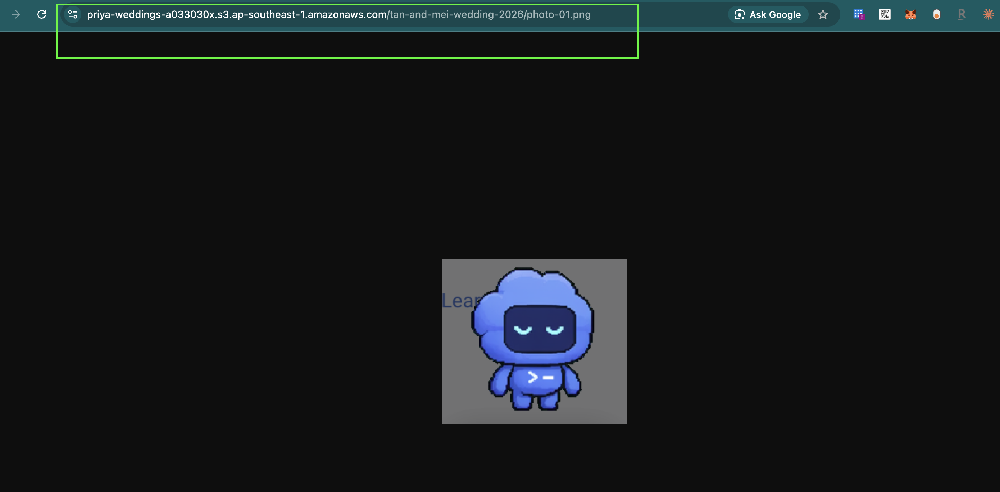 priya-weddings-a033030x.s3.ap-southeast-1.amazonaws.com/tan-and-mei-wedding-2026/photo-01.png
Ask Google
R
>-